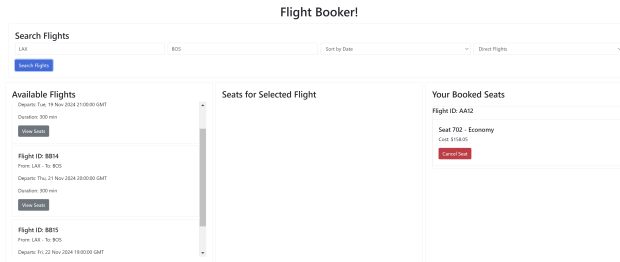 Flight Booker!
Search Flights
LAX
BOS
Sort by Date
Direct Flights
Search Flights
Available Flights
Departs: Tue, 19 Nov 2024 21:00:00 GMT
Duration: 300 min
View Seats
Flight ID: BB14
From: LAX - To: BOS
Departs: Thu, 21 Nov 2024 20:00:00 GMT
Duration: 300 min
View Seats
Flight ID: BB15
From: LAX - To: BOS
Departs: Fri, 22 Nov 2024 19:00:00 GMT
Seats for Selected Flight
Your Booked Seats
Flight ID: AA12
Seat 702 - Economy
Cost: $158.05
Cancel Seat